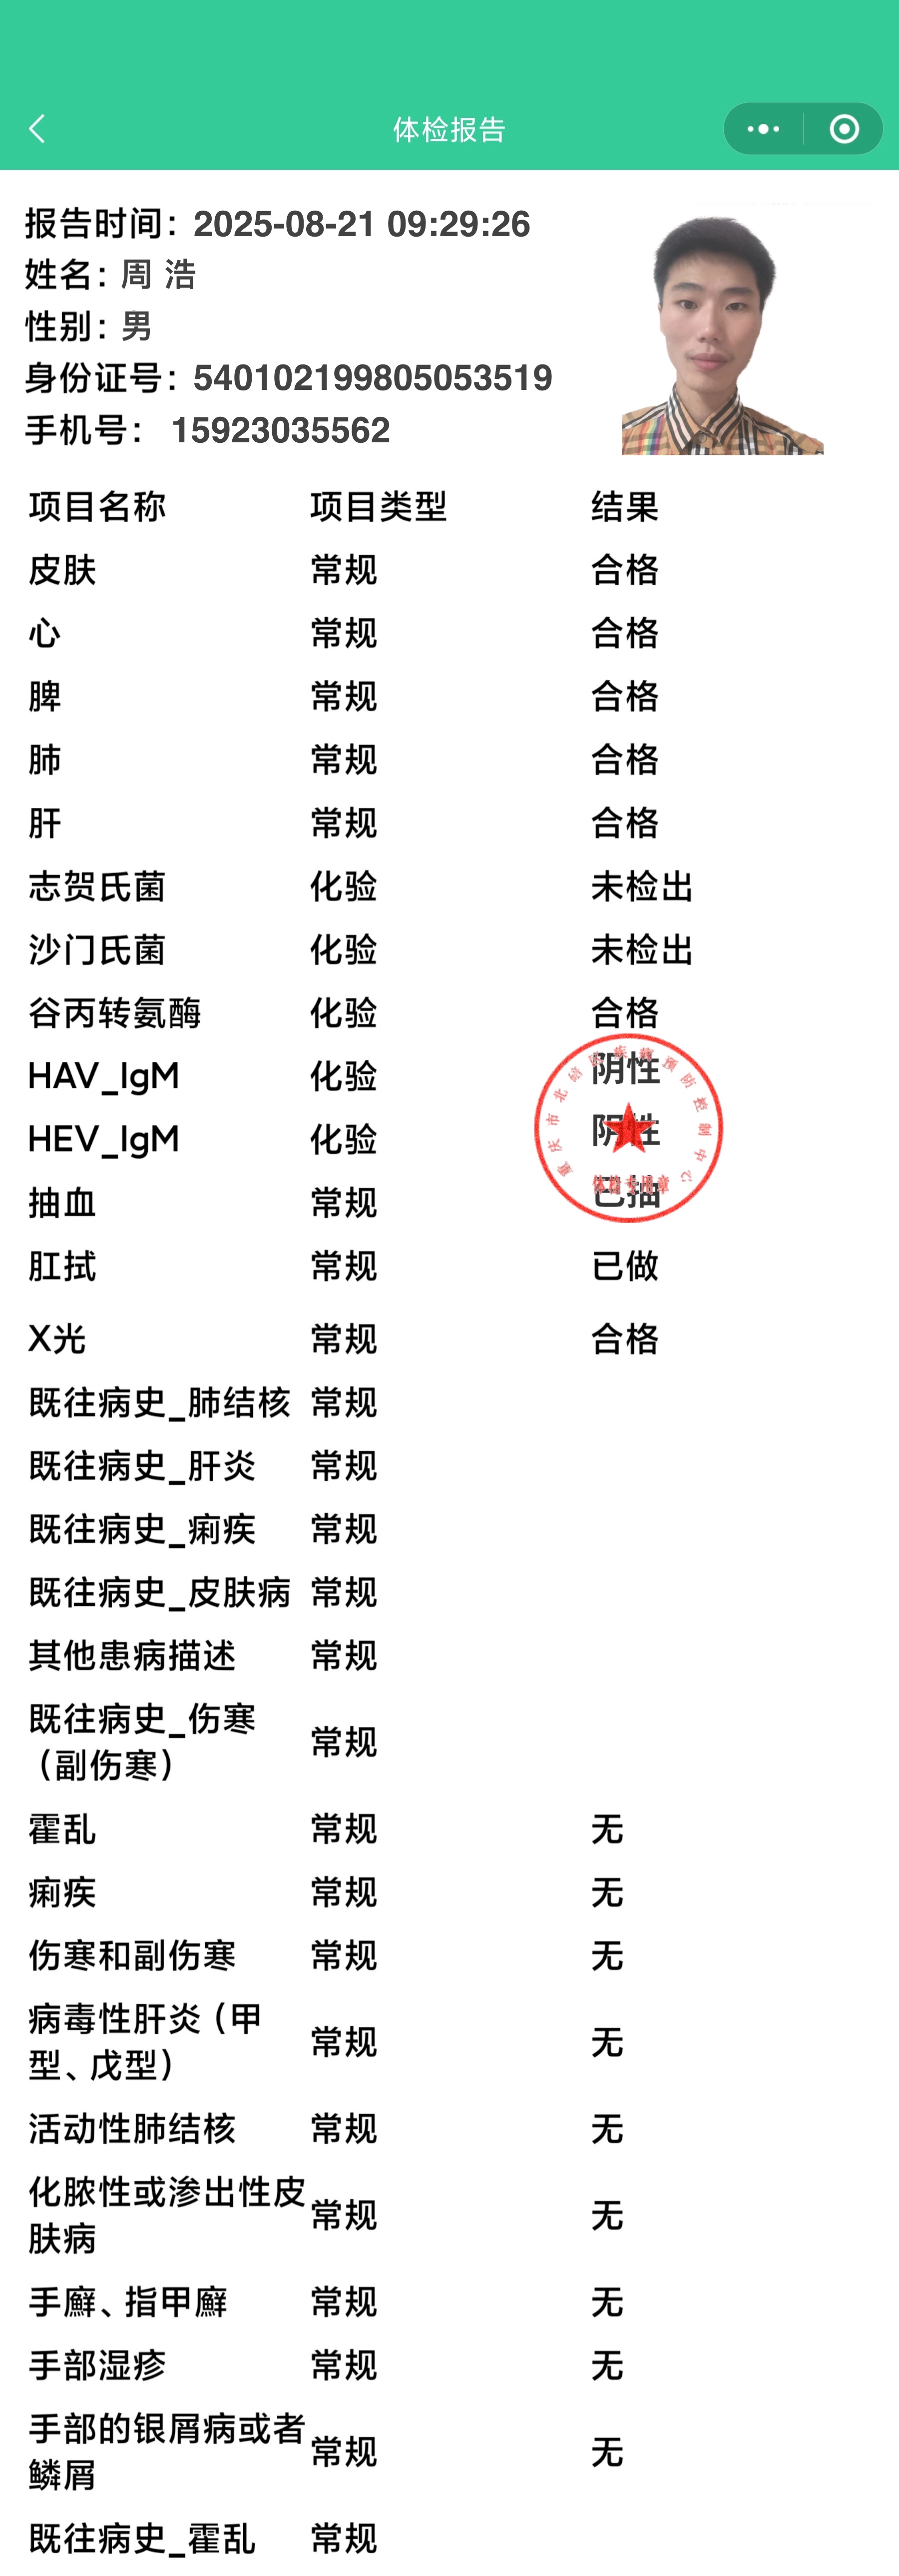 体检报告
报告时间：2025-08-21 09:29:26
姓名：周 浩
性别：男
身份证号：540102199805053519
手机号： 15923035562
项目名称 项目类型 结果
皮肤 常规 合格
心 常规 合格
脾 常规 合格
肺 常规 合格
肝 常规 合格
志贺氏菌 化验 未检出
沙门氏菌 化验 未检出
谷丙转氨酶 化验 合格
HAV_IgM 化验 阴性
HEV_IgM 化验 阴性
抽血 常规 已抽
重庆市北碚区疾病预防控制中心
体检专用章
肛拭 常规 已做
X光 常规 合格
既往病史_肺结核 常规
既往病史_肝炎 常规
既往病史_痢疾 常规
既往病史_皮肤病 常规
其他患病描述 常规
既往病史_伤寒
（副伤寒） 常规
霍乱 常规 无
痢疾 常规 无
伤寒和副伤寒 常规 无
病毒性肝炎（甲
型、戊型） 常规 无
活动性肺结核 常规 无
化脓性或渗出性皮
肤病 常规 无
手廯、指甲廯 常规 无
手部湿疹 常规 无
手部的银屑病或者
鳞屑 常规 无
既往病史_霍乱 常规